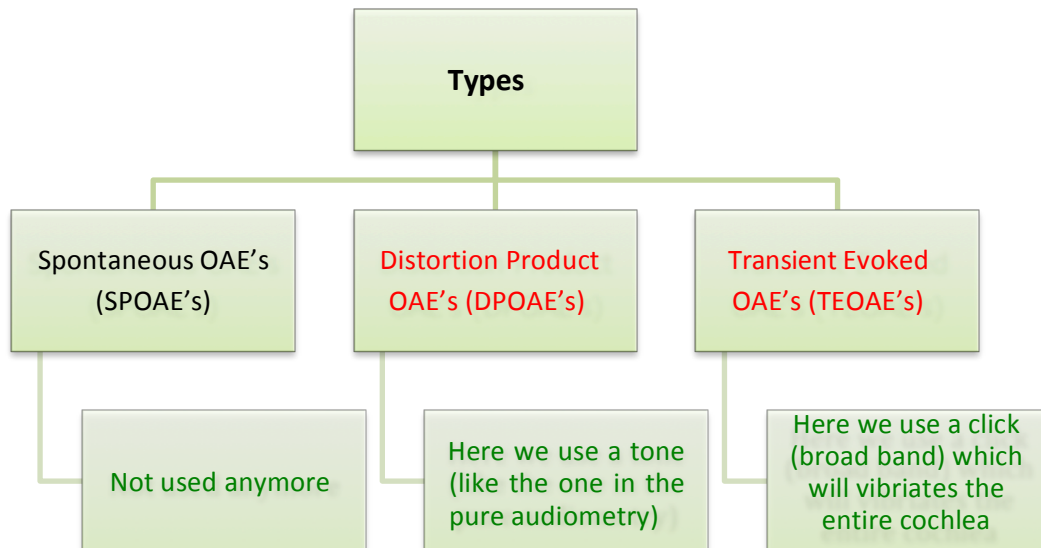 Types
Spontaneous OAE’s
(SPOAE’s)
Distortion Product
OAE’s (DPOAE’s)
Transient Evoked
OAE’s (TEOAE’s)
Not used anymore
Here we use a tone
(like the one in the
pure audiometry)
Here we use a click
(broad band) which
will vibriates the
entire cochlea